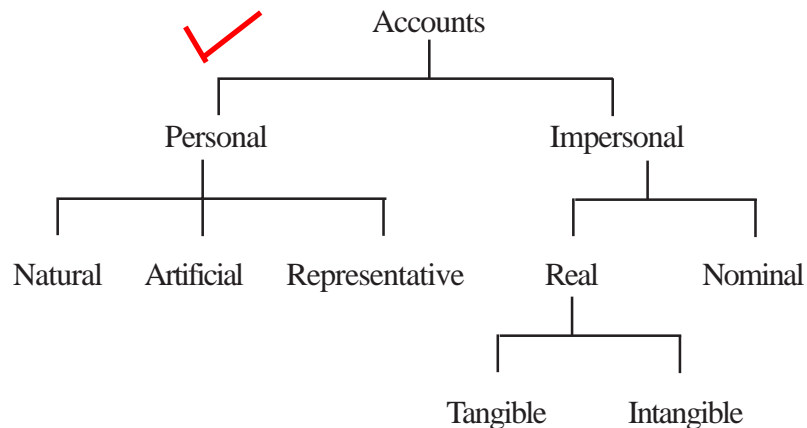 Accounts
Personal Impersonal
Natural Artificial Representative Real Nominal
Tangible Intangible